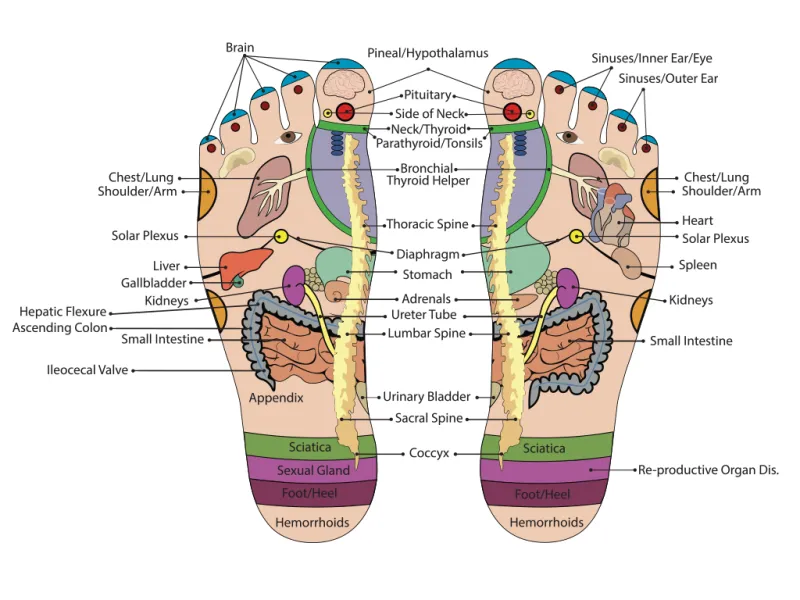 Brain
Pineal/Hypothalamus
Sinuses/Inner Ear/Eye
Sinuses/Outer Ear
Pituitary
Side of Neck
Neck/Thyroid
Parathyroid/Tonsils
Bronchial
Thyroid Helper
Chest/Lung
Shoulder/Arm
Chest/Lung
Shoulder/Arm
Thoracic Spine
Heart
Solar Plexus
Solar Plexus
Diaphragm
Liver
Stomach
Spleen
Gallbladder
Kidneys
Adrenals
Kidneys
Hepatic Flexure
Ureter Tube
Ascending Colon
Lumbar Spine
Small Intestine
Small Intestine
Ileocecal Valve
Appendix
Urinary Bladder
Sacral Spine
Sciatica
Coccyx
Sciatica
Sexual Gland
Re-productive Organ Dis.
Foot/Heel
Foot/Heel
Hemorrhoids
Hemorrhoids